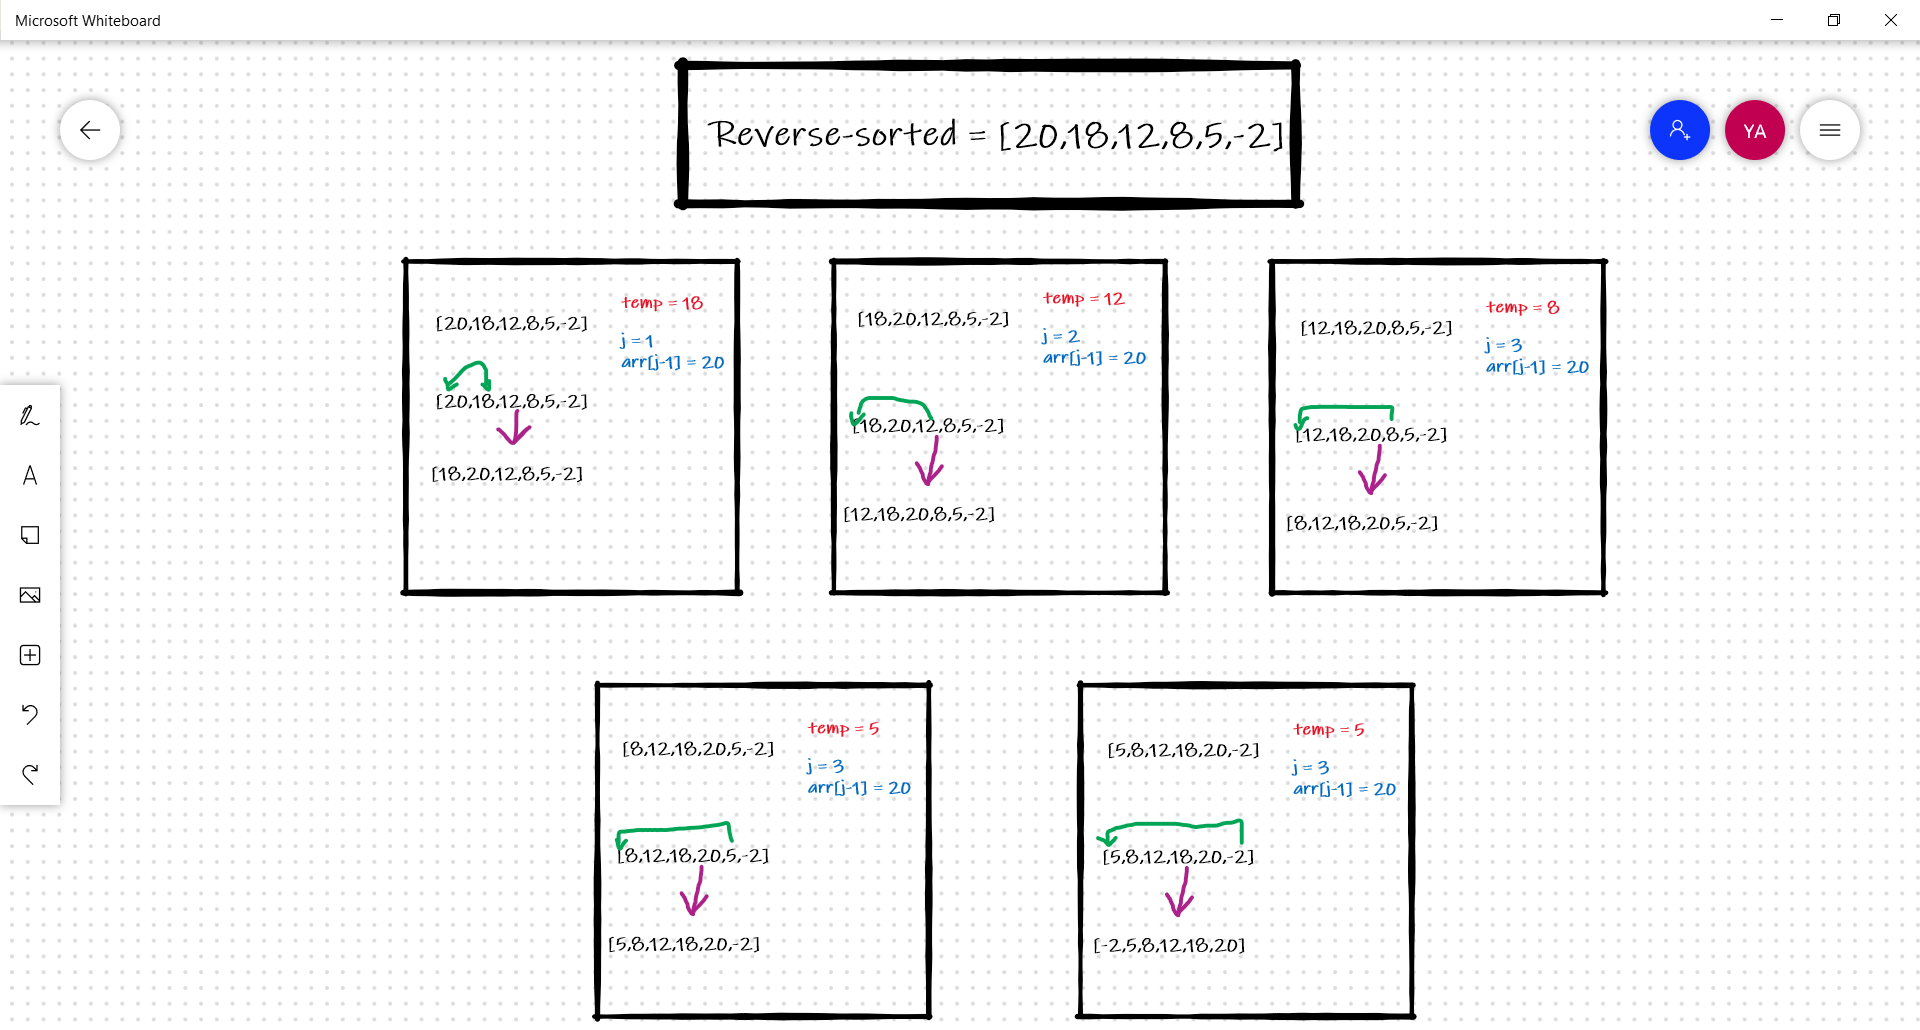 Microsoft Whiteboard
Reverse-sorted = [20,18,12,8,5,-2]
YA
temp = 18
[20,18,12,8,5,-2]
j = 1
arr[j-1] = 20
[20,18,12,8,5,-2]
[18,20,12,8,5,-2]
temp = 12
[18,20,12,8,5,-2]
j = 2
arr[j-1] = 20
[18,20,12,8,5,-2]
[12,18,20,8,5,-2]
temp = 8
[12,18,20,8,5,-2]
j = 3
arr[j-1] = 20
[12,18,20,8,5,-2]
[8,12,18,20,5,-2]
temp = 5
[8,12,18,20,5,-2]
j = 3
arr[j-1] = 20
[8,12,18,20,5,-2]
[5,8,12,18,20,-2]
temp = 5
[5,8,12,18,20,-2]
j = 3
arr[j-1] = 20
[5,8,12,18,20,-2]
[-2,5,8,12,18,20]